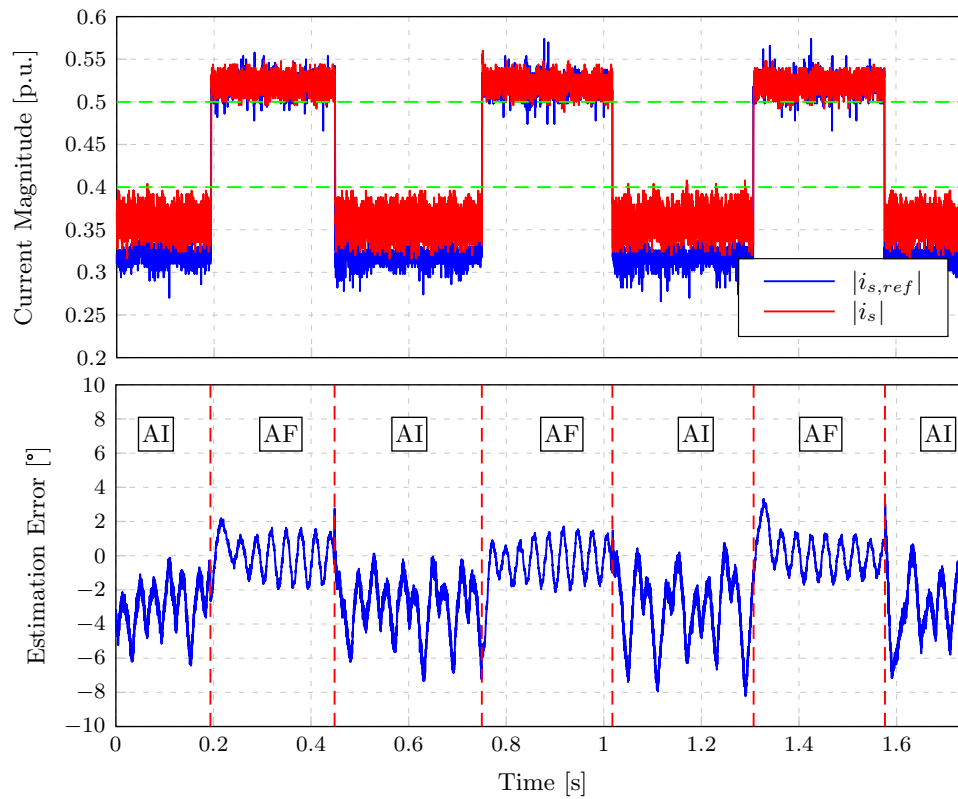 0.6
0.55
0.5
0.45
0.4
0.35
0.3
0.25
0.2
Current Magnitude [p.u.]
|i_{s,ref}|
|i_s|
10
8
6
4
2
0
−2
−4
−6
−8
−10
Estimation Error [°]
AI AF AI AF AI AF AI
0 0.2 0.4 0.6 0.8 1 1.2 1.4 1.6
Time [s]